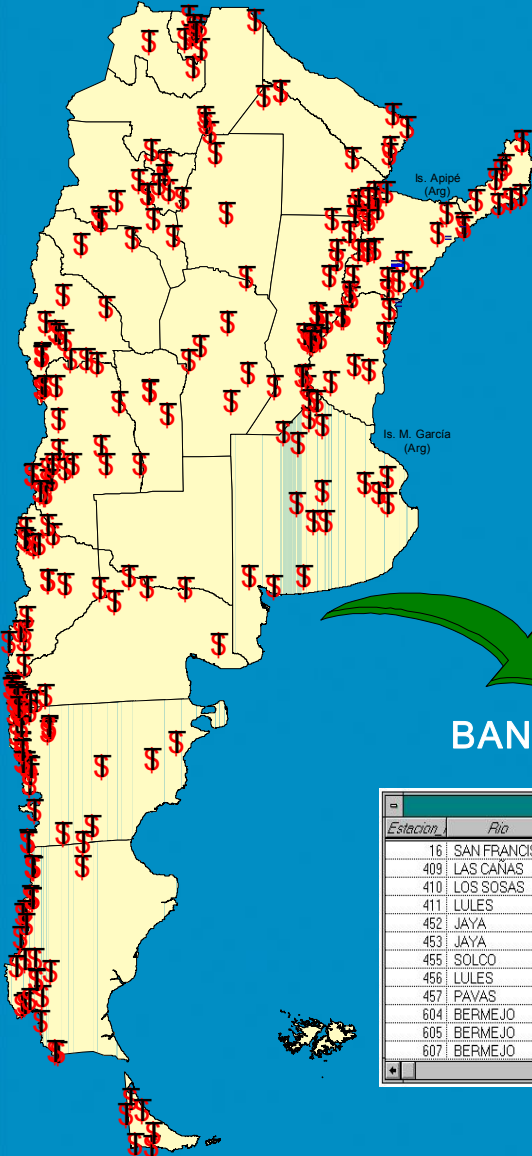 Is. Apipé
(Arg)
Is. M. García
(Arg)
BAN
Estacion_ Rio
16 SAN FRANCIS
409 LAS CAÑAS
410 LOS SOSAS
411 LULES
452 JAYA
453 JAYA
455 SOLCO
456 LULES
457 PAVAS
604 BERMEJO
605 BERMEJO
607 BERMEJO